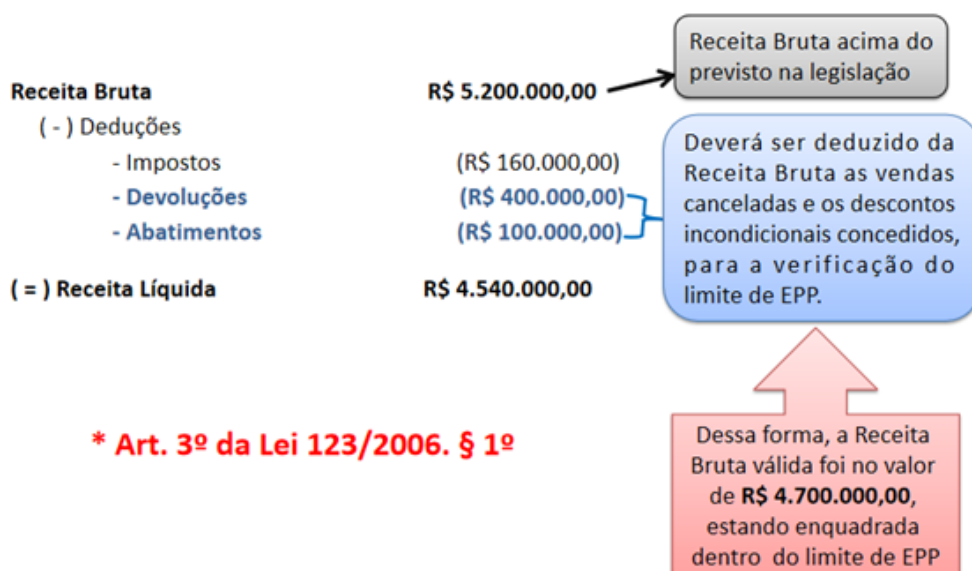 Receita Bruta acima do
previsto na legislação
Receita Bruta R$ 5.200.000,00
( - ) Deduções
- Impostos (R$ 160.000,00)
- Devoluções (R$ 400.000,00)
- Abatimentos (R$ 100.000,00)
( = ) Receita Líquida R$ 4.540.000,00
Deverá ser deduzido da
Receita Bruta as vendas
canceladas e os descontos
incondicionais concedidos,
para a verificação do
limite de EPP.
* Art. 3º da Lei 123/2006. § 1º
Dessa forma, a Receita
Bruta válida foi no valor
de R$ 4.700.000,00,
estando enquadrada
dentro do limite de EPP